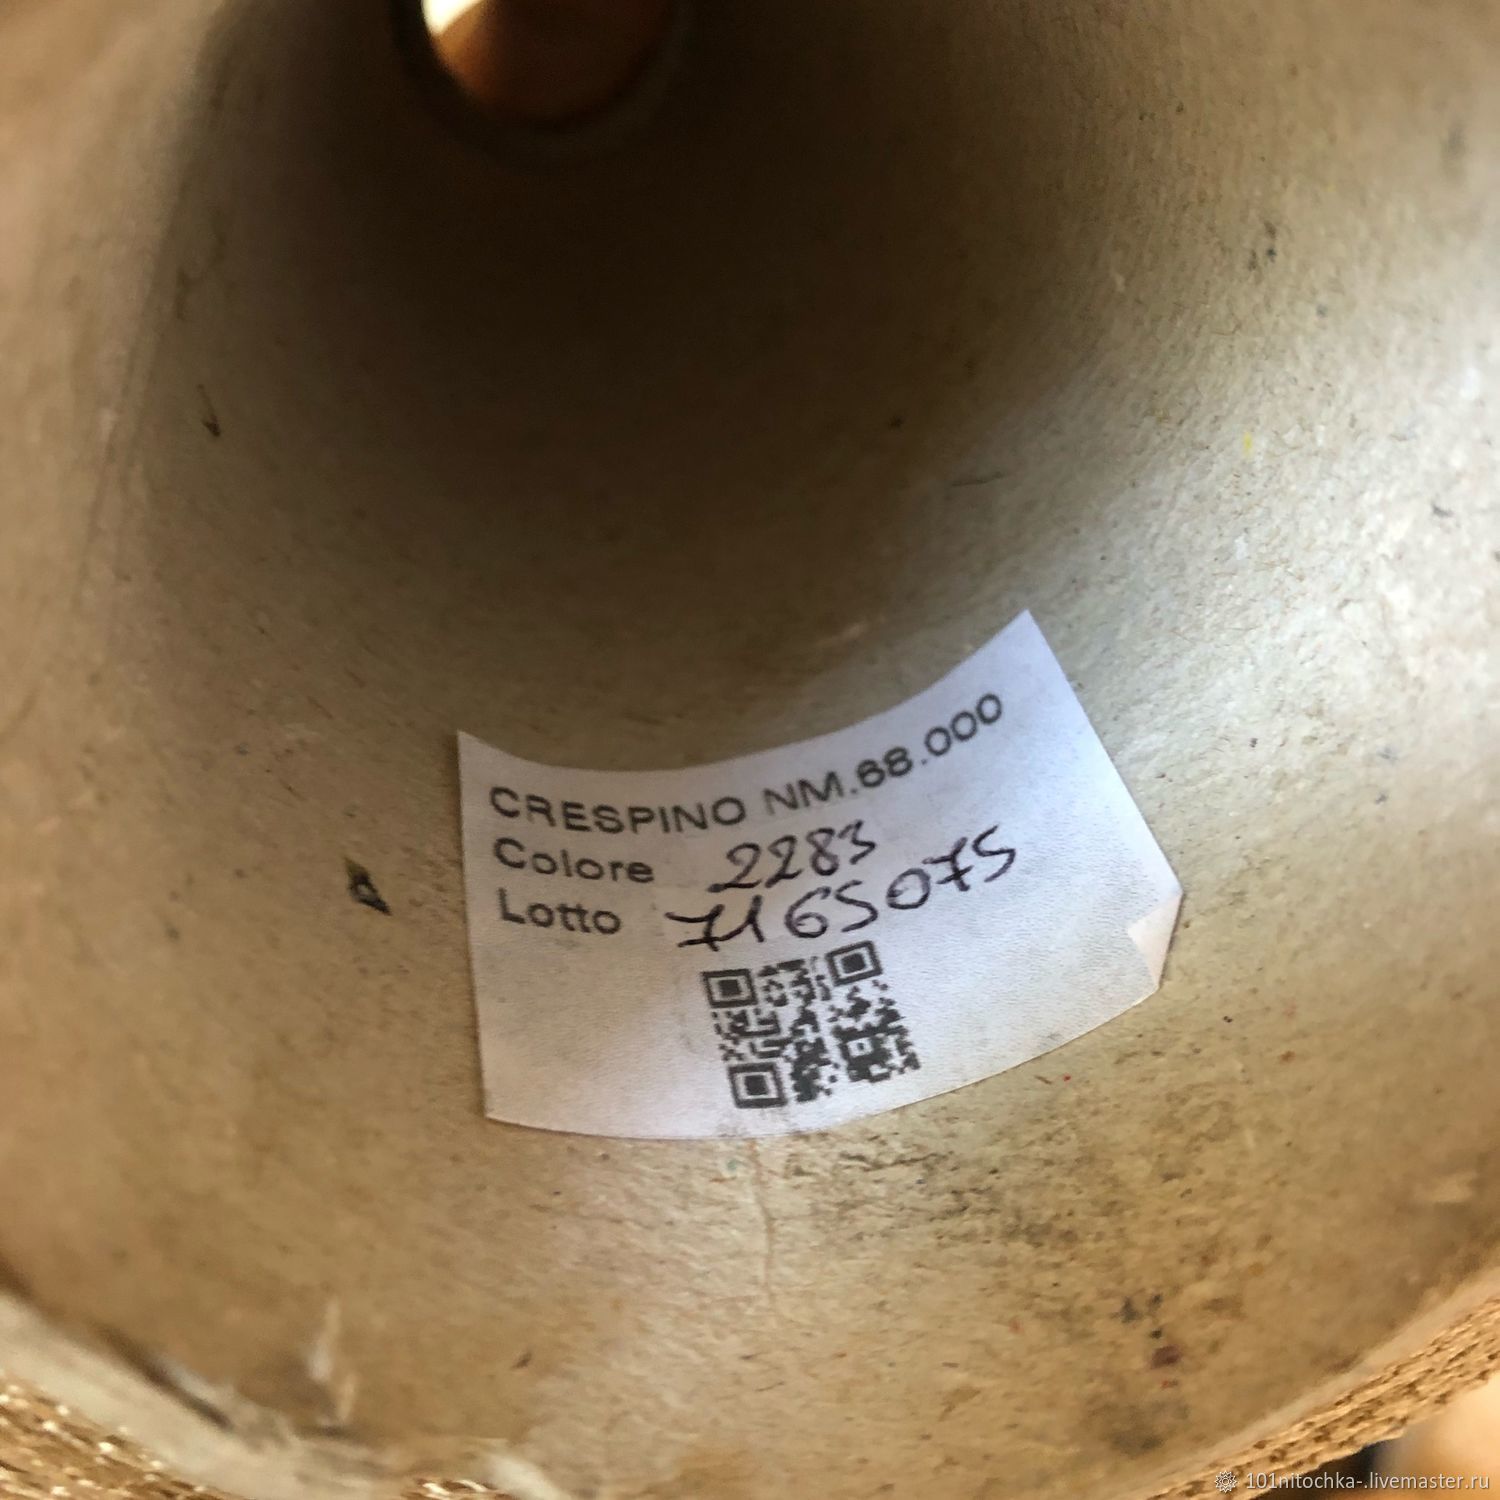 CRESPINO NM.68.000
Colore 2283
Lotto 7165075
101nitochka-.livemaster.ru